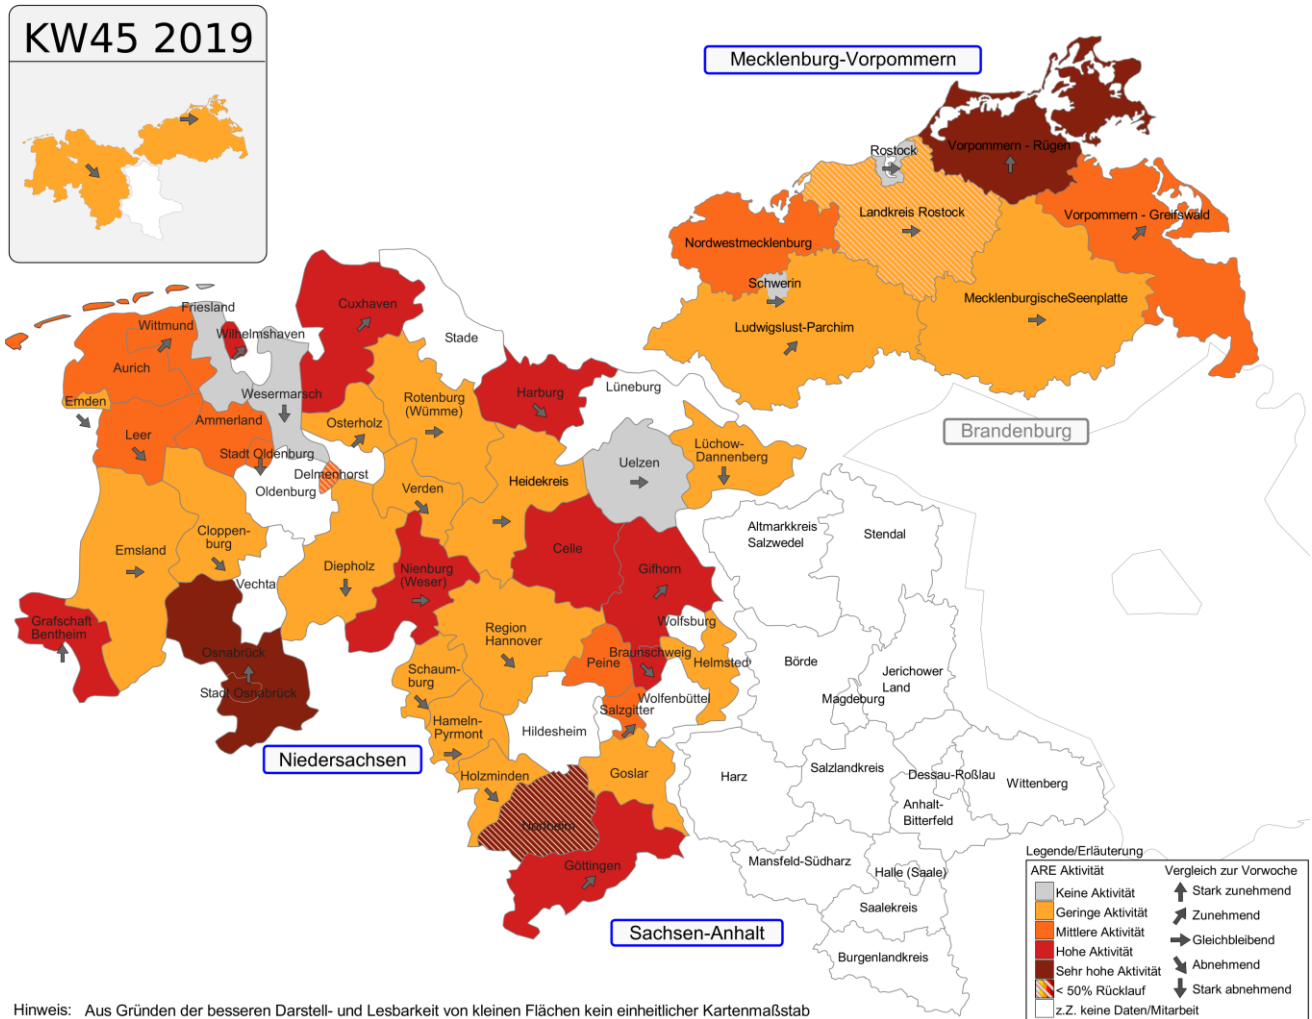 KW45 2019
Mecklenburg-Vorpommern
Rostock
Vorpommern - Rügen
Landkreis Rostock
Vorpommern - Greifswald
Nordwestmecklenburg
Schwerin
MecklenburgischeSeenplatte
Ludwigslust-Parchim
Brandenburg
Friesland
Cuxhaven
Wittmund
Wilhelmshaven
Stade
Aurich
Lüneburg
Emden
Wesermarsch
Rotenburg
(Wümme)
Harburg
Leer
Ammerland
Osterholz
Stadt Oldenburg
Lüchow-
Dannenberg
Uelzen
Delmenhorst
Oldenburg
Verden
Heidekreis
Altmarkkreis
Salzwedel
Stendal
Cloppen-
burg
Emsland
Celle
Diepholz
Nienburg
(Weser)
Gifhorn
Vechta
Grafschaft
Bentheim
Wolfsburg
Region
Hannover
Osnabrück
Braunschweig
Peine
Helmsted
Börde
Schaum-
burg
Jerichower
Land
Stadt Osnabrück
Wolfenbüttel
Magdeburg
Salzgitter
Hameln-
Pyrmont
Hildesheim
Niedersachsen
Holzminden
Goslar
Harz
Salzlandkreis
Dessau-Roßlau
Wittenberg
Anhalt-
Bitterfeld
Northeim
Göttingen
Mansfeld-Südharz
Halle (Saale)
Saalekreis
Sachsen-Anhalt
Burgenlandkreis
Legende/Erläuterung
ARE Aktivität
Keine Aktivität
Geringe Aktivität
Mittlere Aktivität
Hohe Aktivität
Sehr hohe Aktivität
< 50% Rücklauf
z.Z. keine Daten/Mitarbeit
Vergleich zur Vorwoche
Stark zunehmend
Zunehmend
Gleichbleibend
Abnehmend
Stark abnehmend
Hinweis: Aus Gründen der besseren Darstell- und Lesbarkeit von kleinen Flächen kein einheitlicher Kartenmaßstab